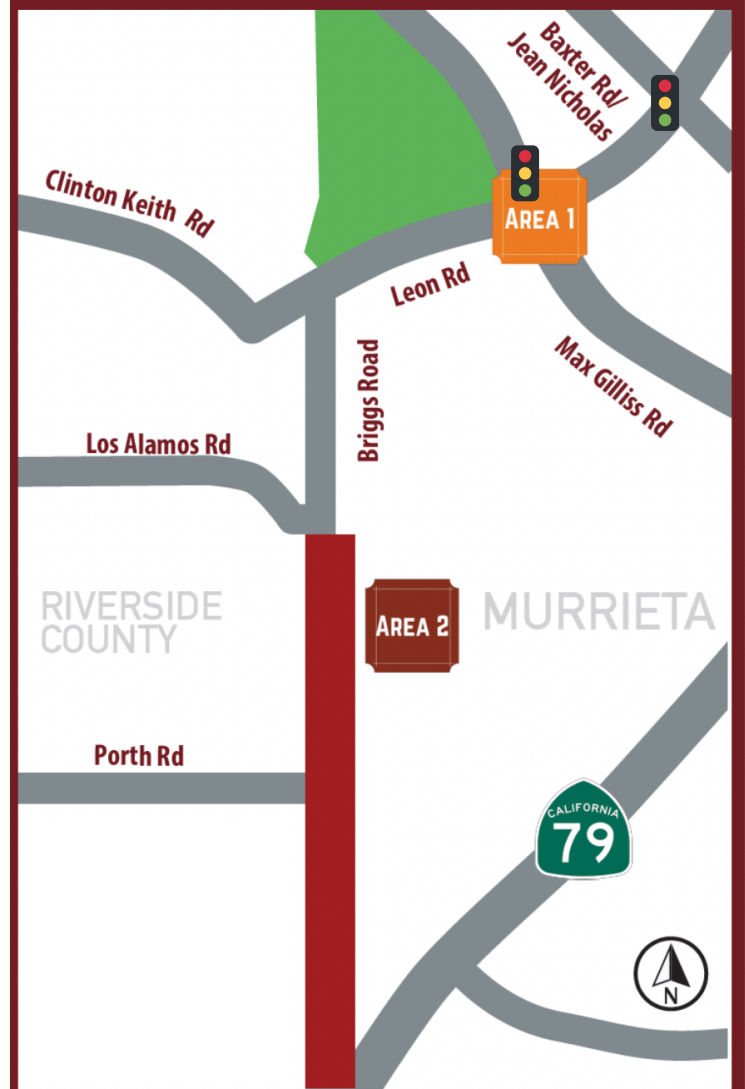 Baxter Rd/
Jean Nicholas
Clinton Keith Rd
AREA 1
Leon Rd
Max Gilliss Rd
Briggs Road
Los Alamos Rd
RIVERSIDE
COUNTY
AREA 2
MURRIETA
Porth Rd
CALIFORNIA
79
N